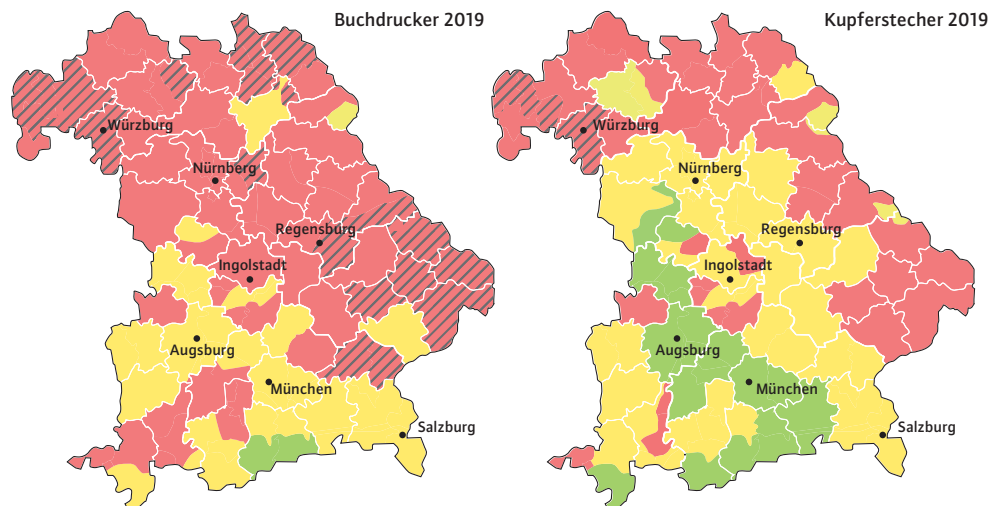 Buchdrucker 2019
Würzburg
Nürnberg
Regensburg
Ingolstadt
Augsburg
München
Salzburg
Kupferstecher 2019
Würzburg
Nürnberg
Regensburg
Ingolstadt
Augsburg
München
Salzburg